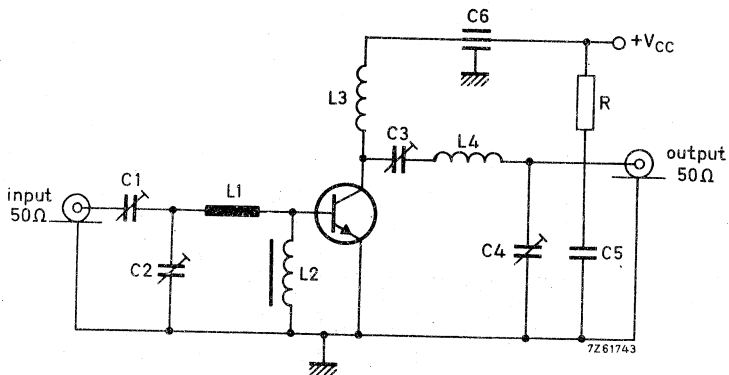 C6
+VCC
L3
R
C3
L4
output
50Ω
input
50Ω
C1
L1
C2
L2
C4
C5
7Z61743